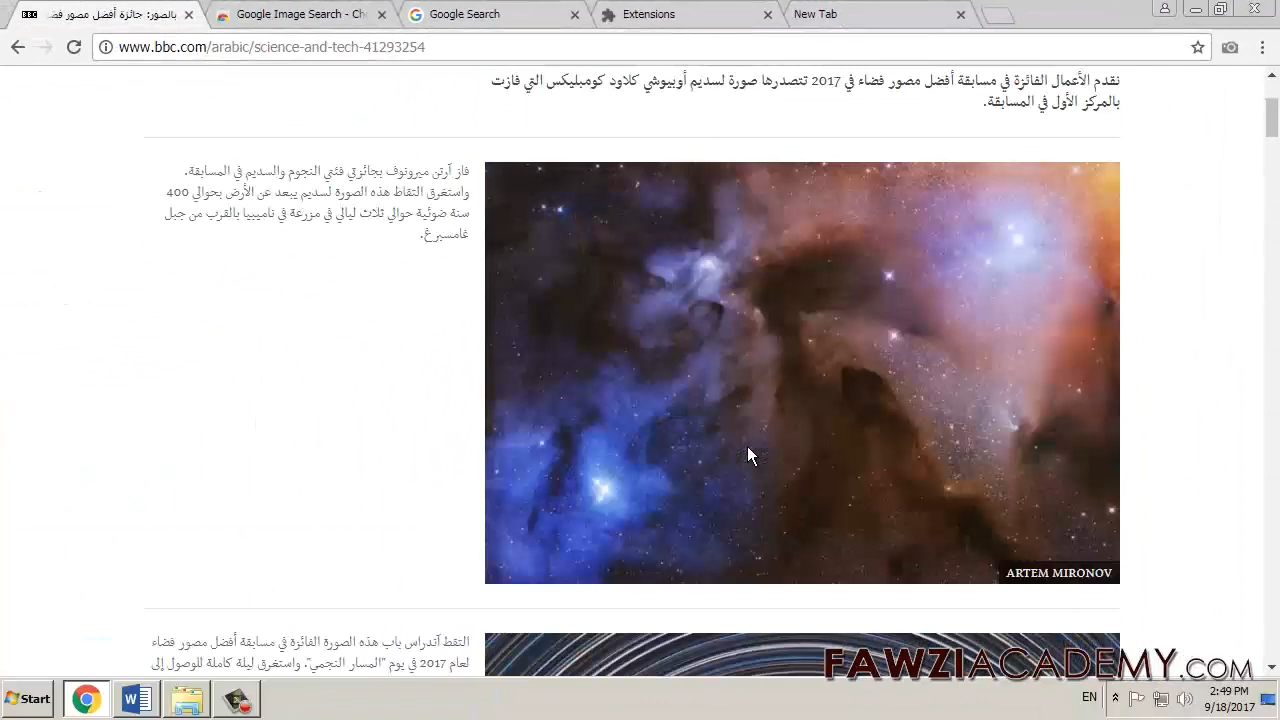 BBC بالصور: جائزة أفضل مصور فض
Google Image Search - Ch
Google Search
Extensions
New Tab
www.bbc.com/arabic/science-and-tech-41293254
نقدم الأعمال الفائزة في مسابقة أفضل مصور فضاء في 2017 تتصدرها صورة لسديم أوبيوشي كلاود كومبليكس التي فازت
بالمركز الأول في المسابقة.
فاز آرتن ميرونوف بجائزتي فئتي النجوم والسديم في المسابقة.
واستغرق التقاط هذه الصورة لسديم يبعد عن الأرض بحوالي 400
سنة ضوئية حوالي ثلاث ليالي في مزرعة في ناميبيا بالقرب من جبل
غامسبرغ.
ARTEM MIRONOV
التقط آندراس باب هذه الصورة الفائزة في مسابقة أفضل مصور فضاء
لعام 2017 في يوم "المسار النجمي". واستغرق ليلة كاملة للوصول إلى
FAWZIACADEMY.COM
Start
EN
2:49 PM
9/18/2017